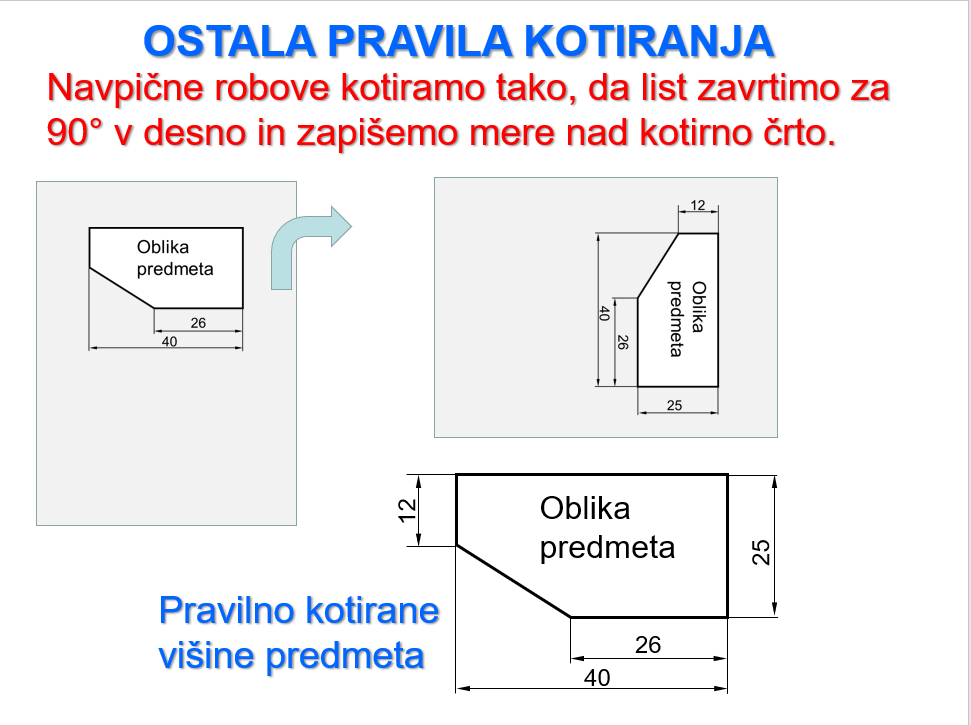 OSTALA PRAVILA KOTIRANJA
Navpične robove kotiramo tako, da list zavrtimo za
90° v desno in zapišemo mere nad kotirno črto.
Oblika
predmeta
26
40
12
Oblika
predmeta
40
26
25
12
Oblika
predmeta
25
26
40
Pravilno kotirane
višine predmeta